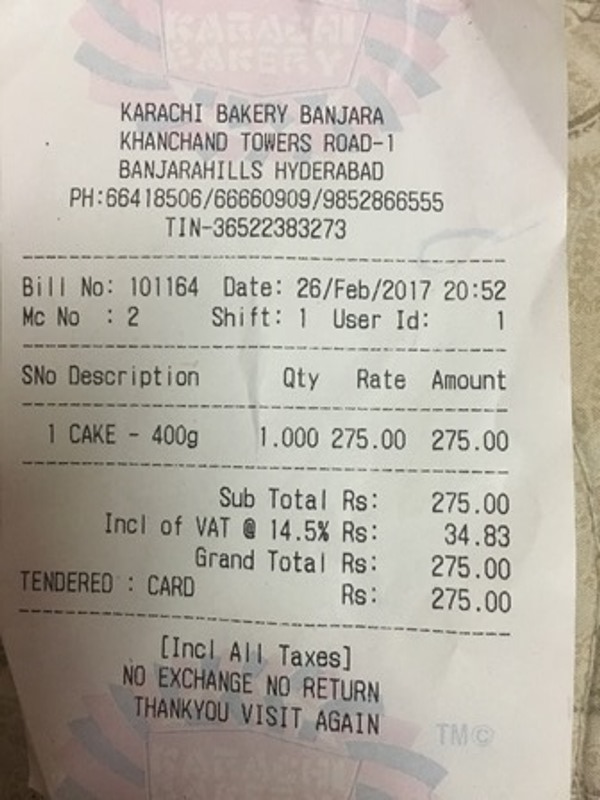 KARACHI
BAKERY
KARACHI BAKERY BANJARA
KHANCHAND TOWERS ROAD-1
BANJARAHILLS HYDERABAD
PH:66418506/66660909/9852866555
TIN-36522383273
Bill No: 101164 Date: 26/Feb/2017 20:52
Mc No : 2 Shift: 1 User Id: 1
SNo Description Qty Rate Amount
1 CAKE - 400g 1.000 275.00 275.00
Sub Total Rs: 275.00
Incl of VAT @ 14.5% Rs: 34.83
Grand Total Rs: 275.00
TENDERED : CARD Rs: 275.00
[Incl All Taxes]
NO EXCHANGE NO RETURN
THANKYOU VISIT AGAIN
TM©
KARACHI
BAKERY